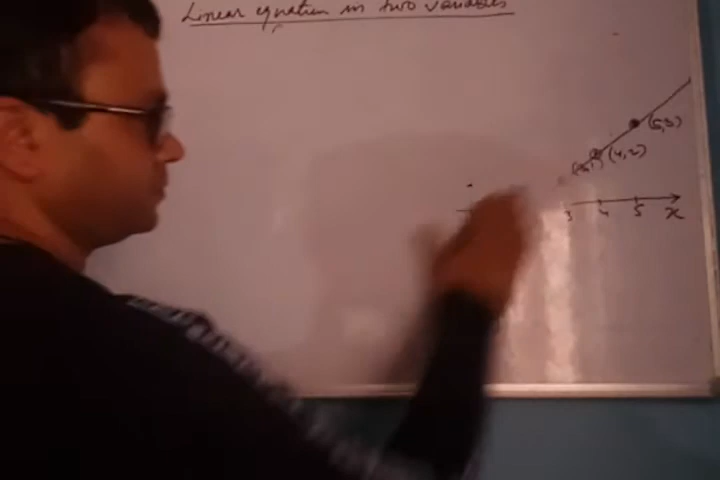 Linear equation in two variables
(5,3)
(4,2)
3 4 5 x